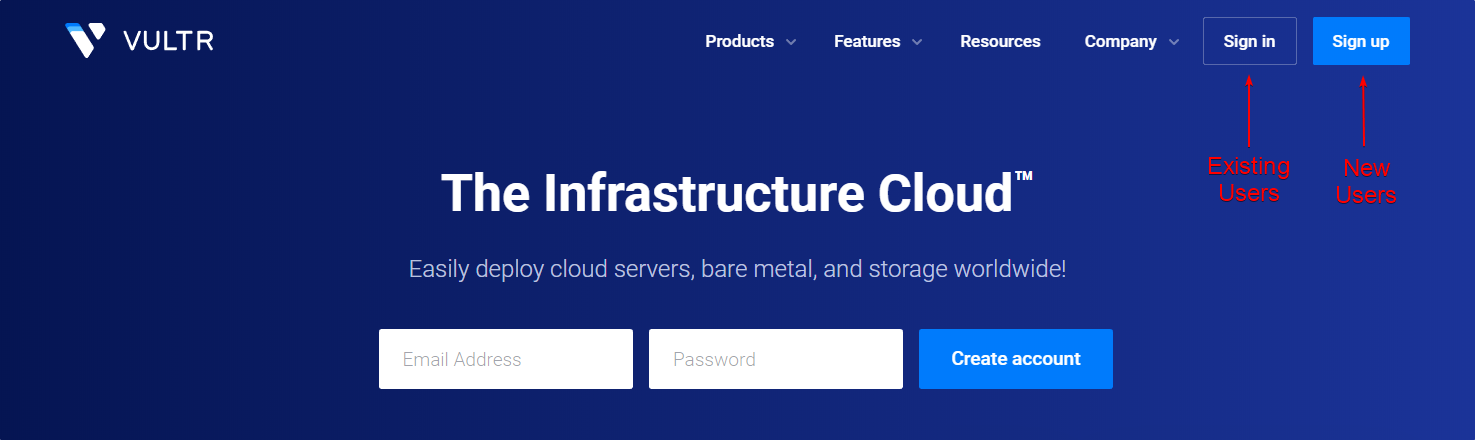 VULTR Products Features Resources Company Sign in Sign up
Existing Users
New Users
The Infrastructure Cloud™
Easily deploy cloud servers, bare metal, and storage worldwide!
Email Address Password Create account